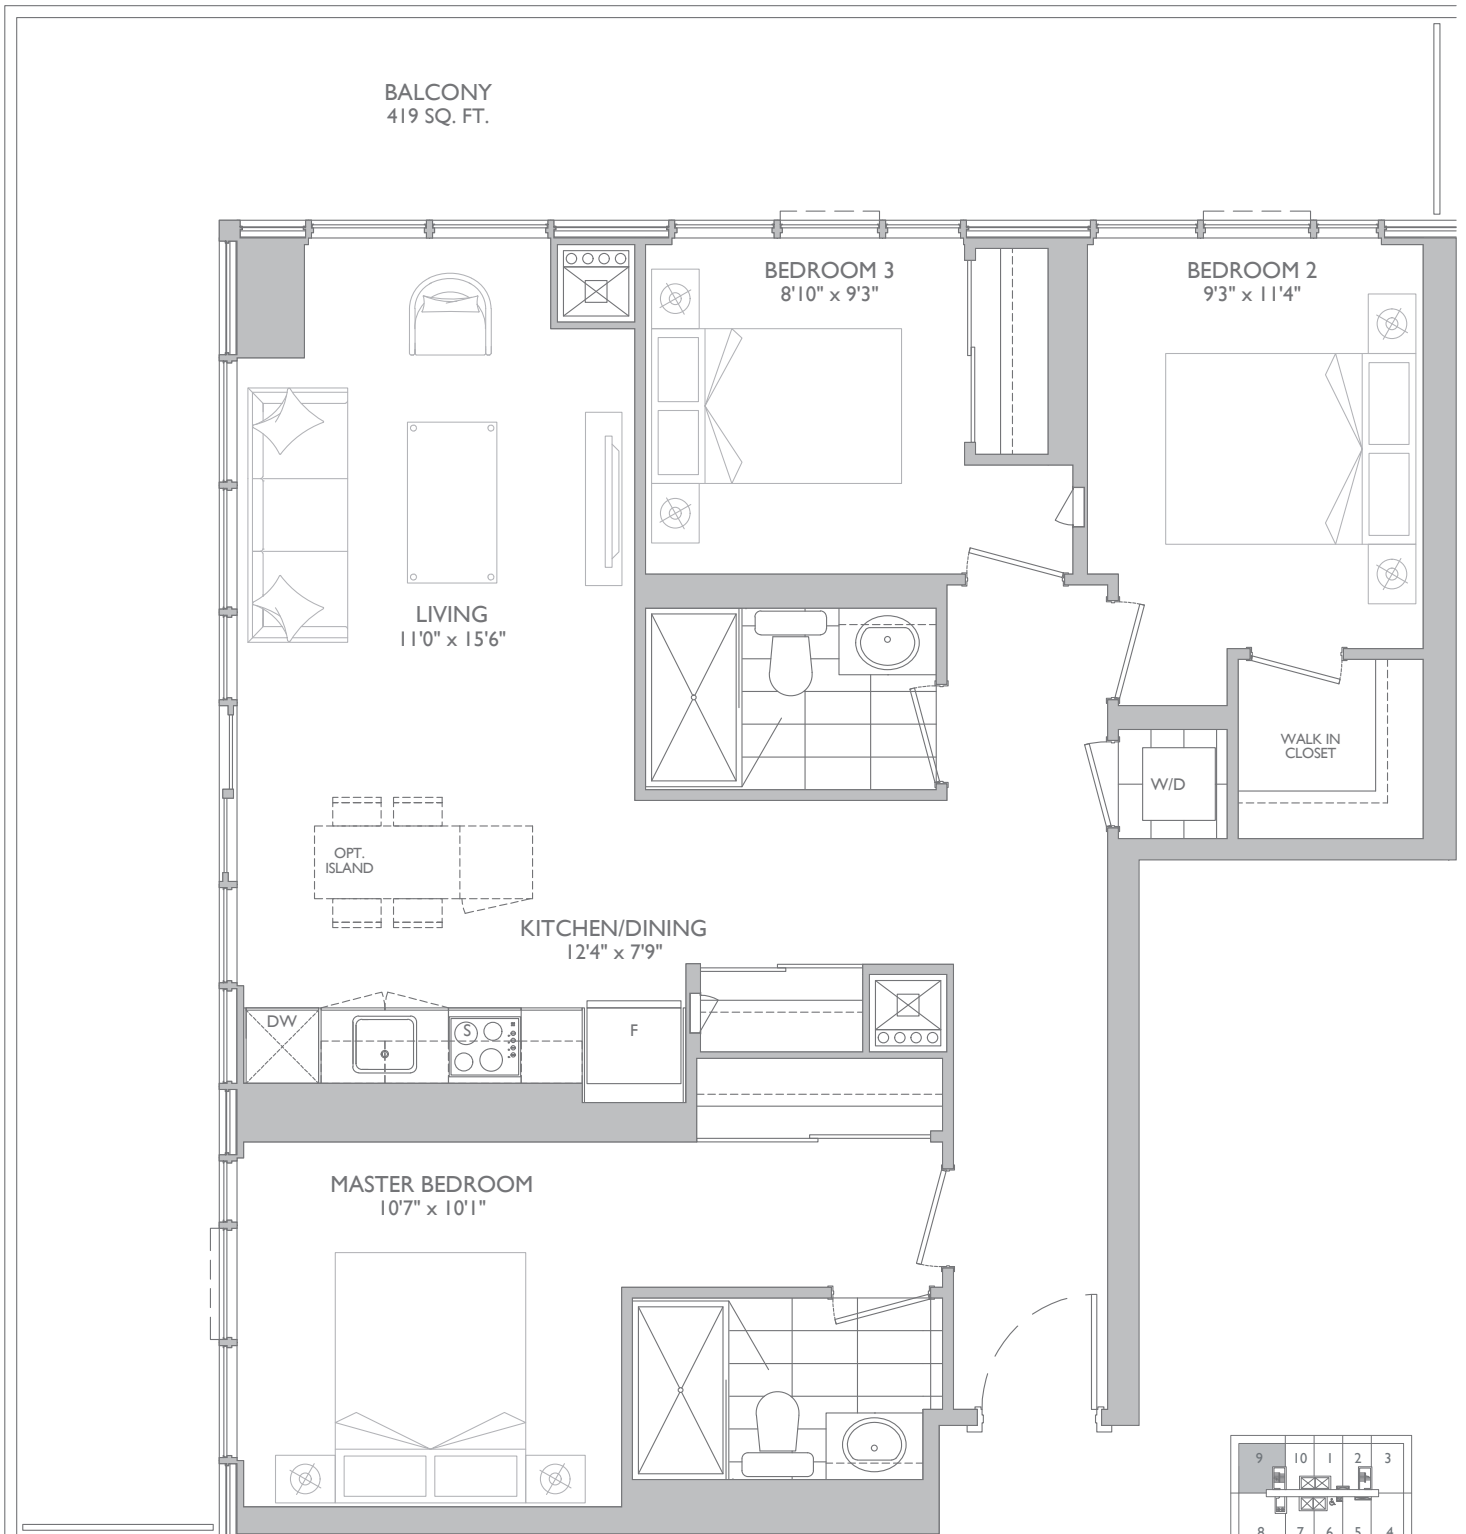 BALCONY
419 SQ. FT.
BEDROOM 3
8'10" x 9'3"
BEDROOM 2
9'3" x 11'4"
LIVING
11'0" x 15'6"
WALK IN
CLOSET
W/D
OPT.
ISLAND
KITCHEN/DINING
12'4" x 7'9"
DW
S
F
MASTER BEDROOM
10'7" x 10'1"
9 10 1 2 3
8 7 6 5 4